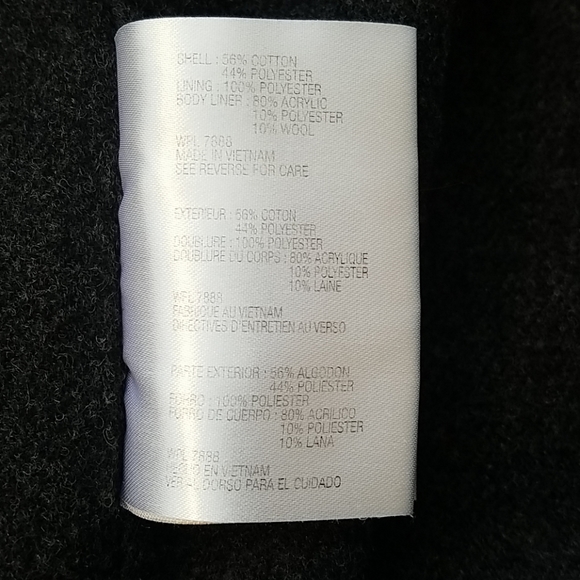 SHELL : 56% COTTON
44% POLYESTER
LINING : 100% POLYESTER
BODY LINER : 80% ACRYLIC
10% POLYESTER
10% WOOL
WPL 7888
MADE IN VIETNAM
SEE REVERSE FOR CARE
EXTERIEUR : 56% COTON
44% POLYESTER
DOUBLURE : 100% POLYESTER
DOUBLURE DU CORPS : 80% ACRYLIQUE
10% POLYESTER
10% LAINE
WPL 7888
FABRIQUE AU VIETNAM
DIRECTIVES D'ENTRETIEN AU VERSO
PARTE EXTERIOR : 56% ALGODON
44% POLIESTER
FORRO : 100% POLIESTER
FORRO DE CUERPO : 80% ACRILICO
10% POLIESTER
10% LANA
WPL 7888
HECHO EN VIETNAM
VER AL DORSO PARA EL CUIDADO